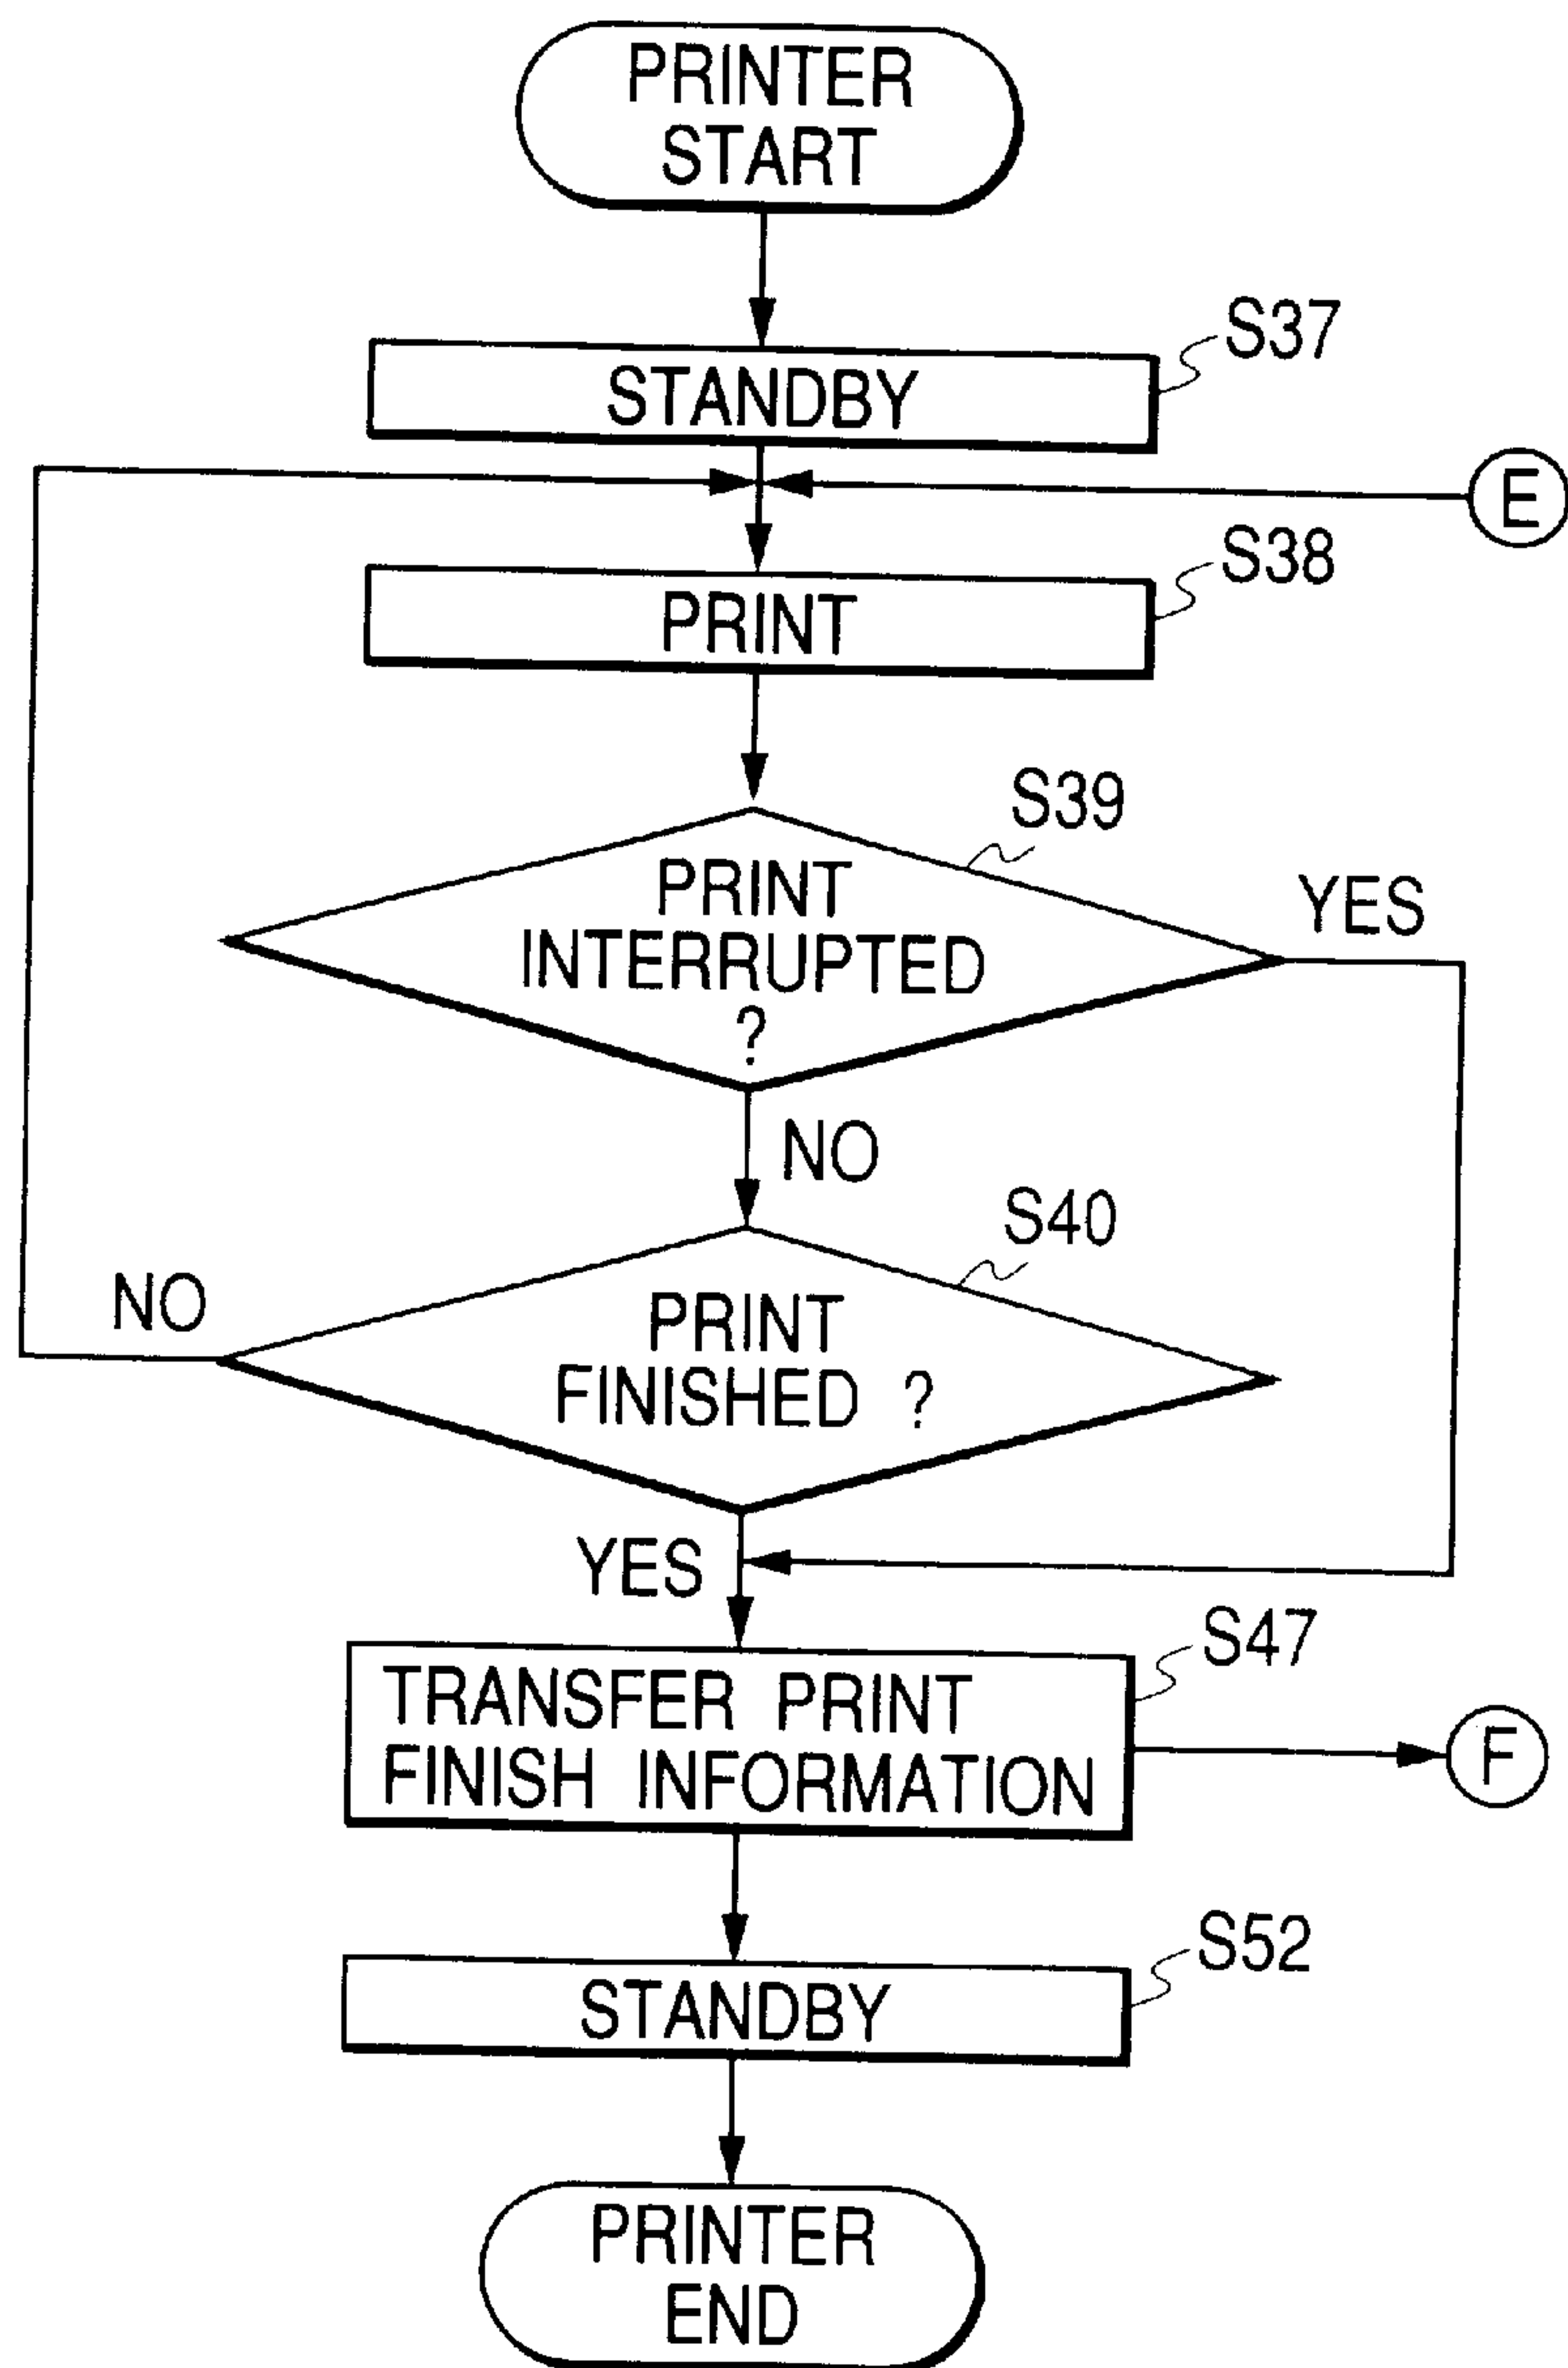 PRINTER
START
S37
STANDBY
E
S38
PRINT
S39
PRINT
INTERRUPTED
?
YES
NO
S40
PRINT
FINISHED ?
NO
YES
S47
TRANSFER PRINT
FINISH INFORMATION
F
S52
STANDBY
PRINTER
END